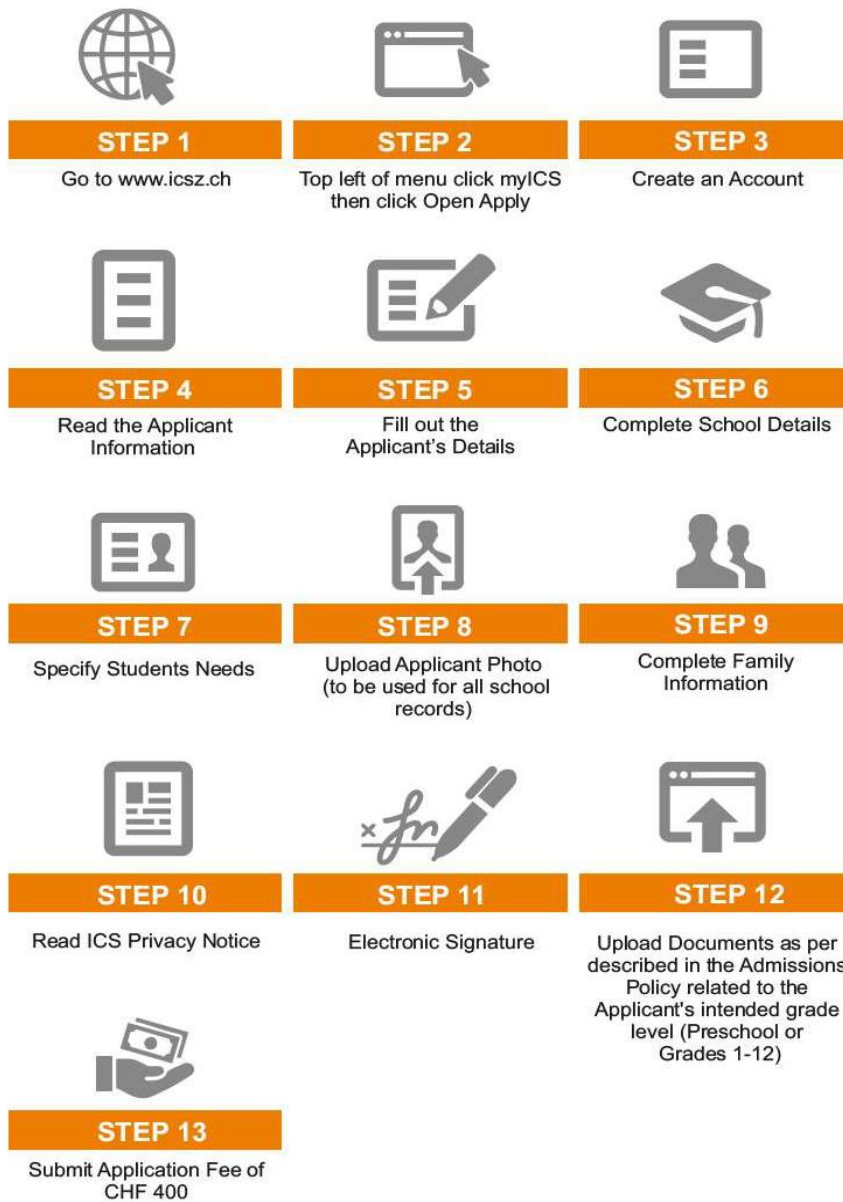 STEP 1
Go to www.icsz.ch
STEP 2
Top left of menu click myICS
then click Open Apply
STEP 3
Create an Account
STEP 4
Read the Applicant
Information
STEP 5
Fill out the
Applicant's Details
STEP 6
Complete School Details
STEP 7
Specify Students Needs
STEP 8
Upload Applicant Photo
(to be used for all school
records)
STEP 9
Complete Family
Information
STEP 10
Read ICS Privacy Notice
STEP 11
Electronic Signature
STEP 12
Upload Documents as per
described in the Admissions
Policy related to the
Applicant's intended grade
level (Preschool or
Grades 1-12)
STEP 13
Submit Application Fee of
CHF 400